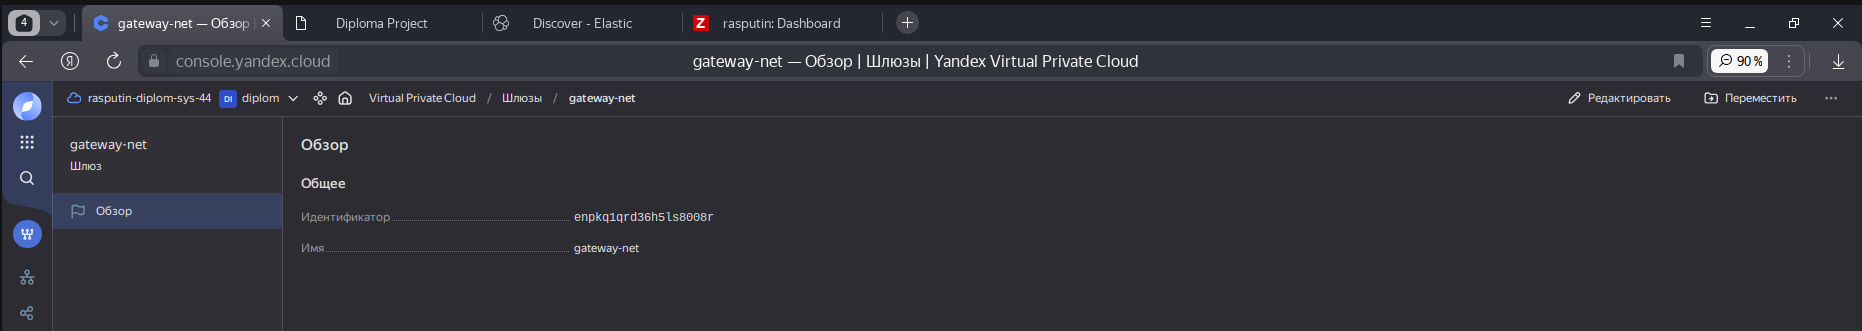 4
gateway-net — Обзор |
Diploma Project
Discover - Elastic
Z rasputin: Dashboard
Я
console.yandex.cloud
gateway-net — Обзор | Шлюзы | Yandex Virtual Private Cloud
90 %
rasputin-diplom-sys-44 DI diplom
Virtual Private Cloud / Шлюзы / gateway-net
Редактировать
Переместить
gateway-net
Шлюз
Обзор
Обзор
Общее
Идентификатор enpkq1qrd36h5ls8008r
Имя gateway-net